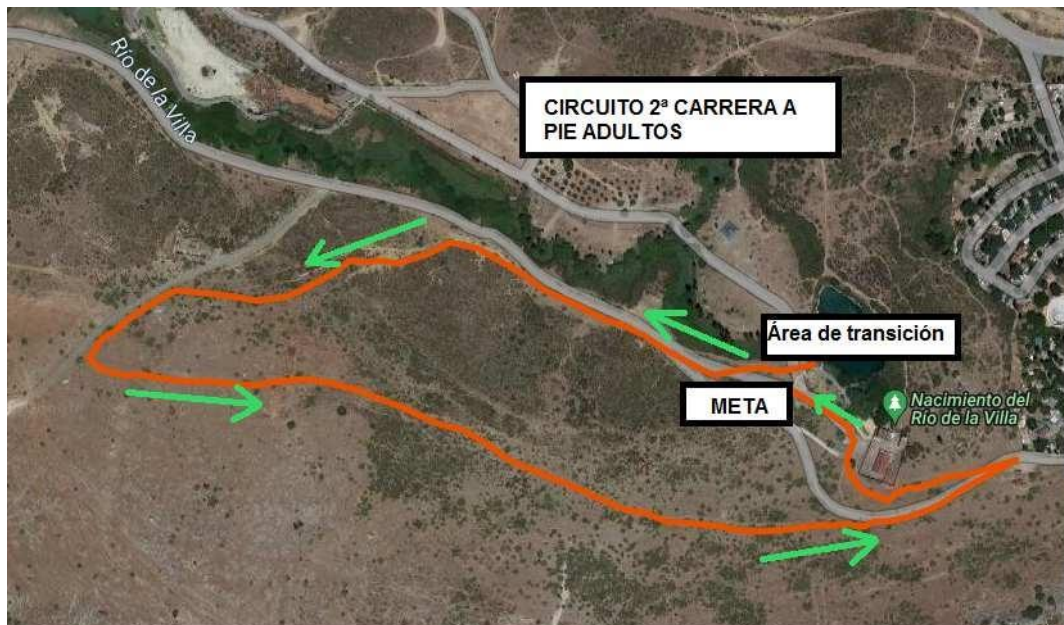 Río de la Villa
CIRCUITO 2ª CARRERA A
PIE ADULTOS
Área de transición
META
Nacimiento del
Río de la Villa